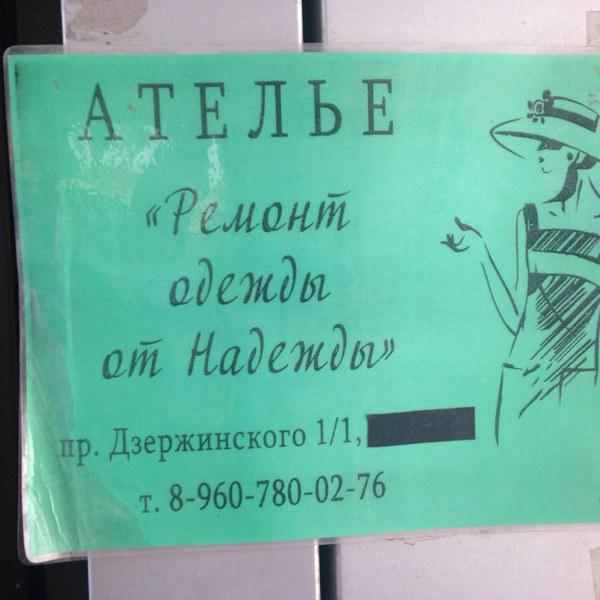 АТЕЛЬЕ
«Ремонт
одежды
от Надежды»
пр. Дзержинского 1/1,
т. 8-960-780-02-76